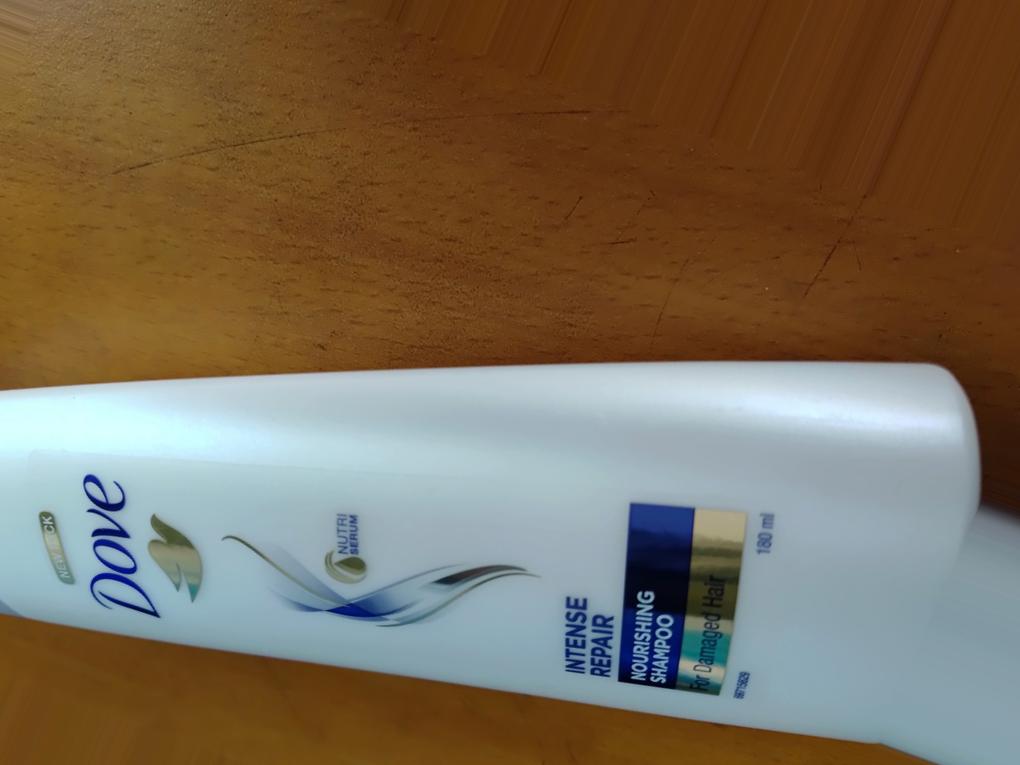 NEW PACK
Dove
NUTRI
SERUM
INTENSE
REPAIR
NOURISHING
SHAMPOO
For Damaged Hair
180 ml